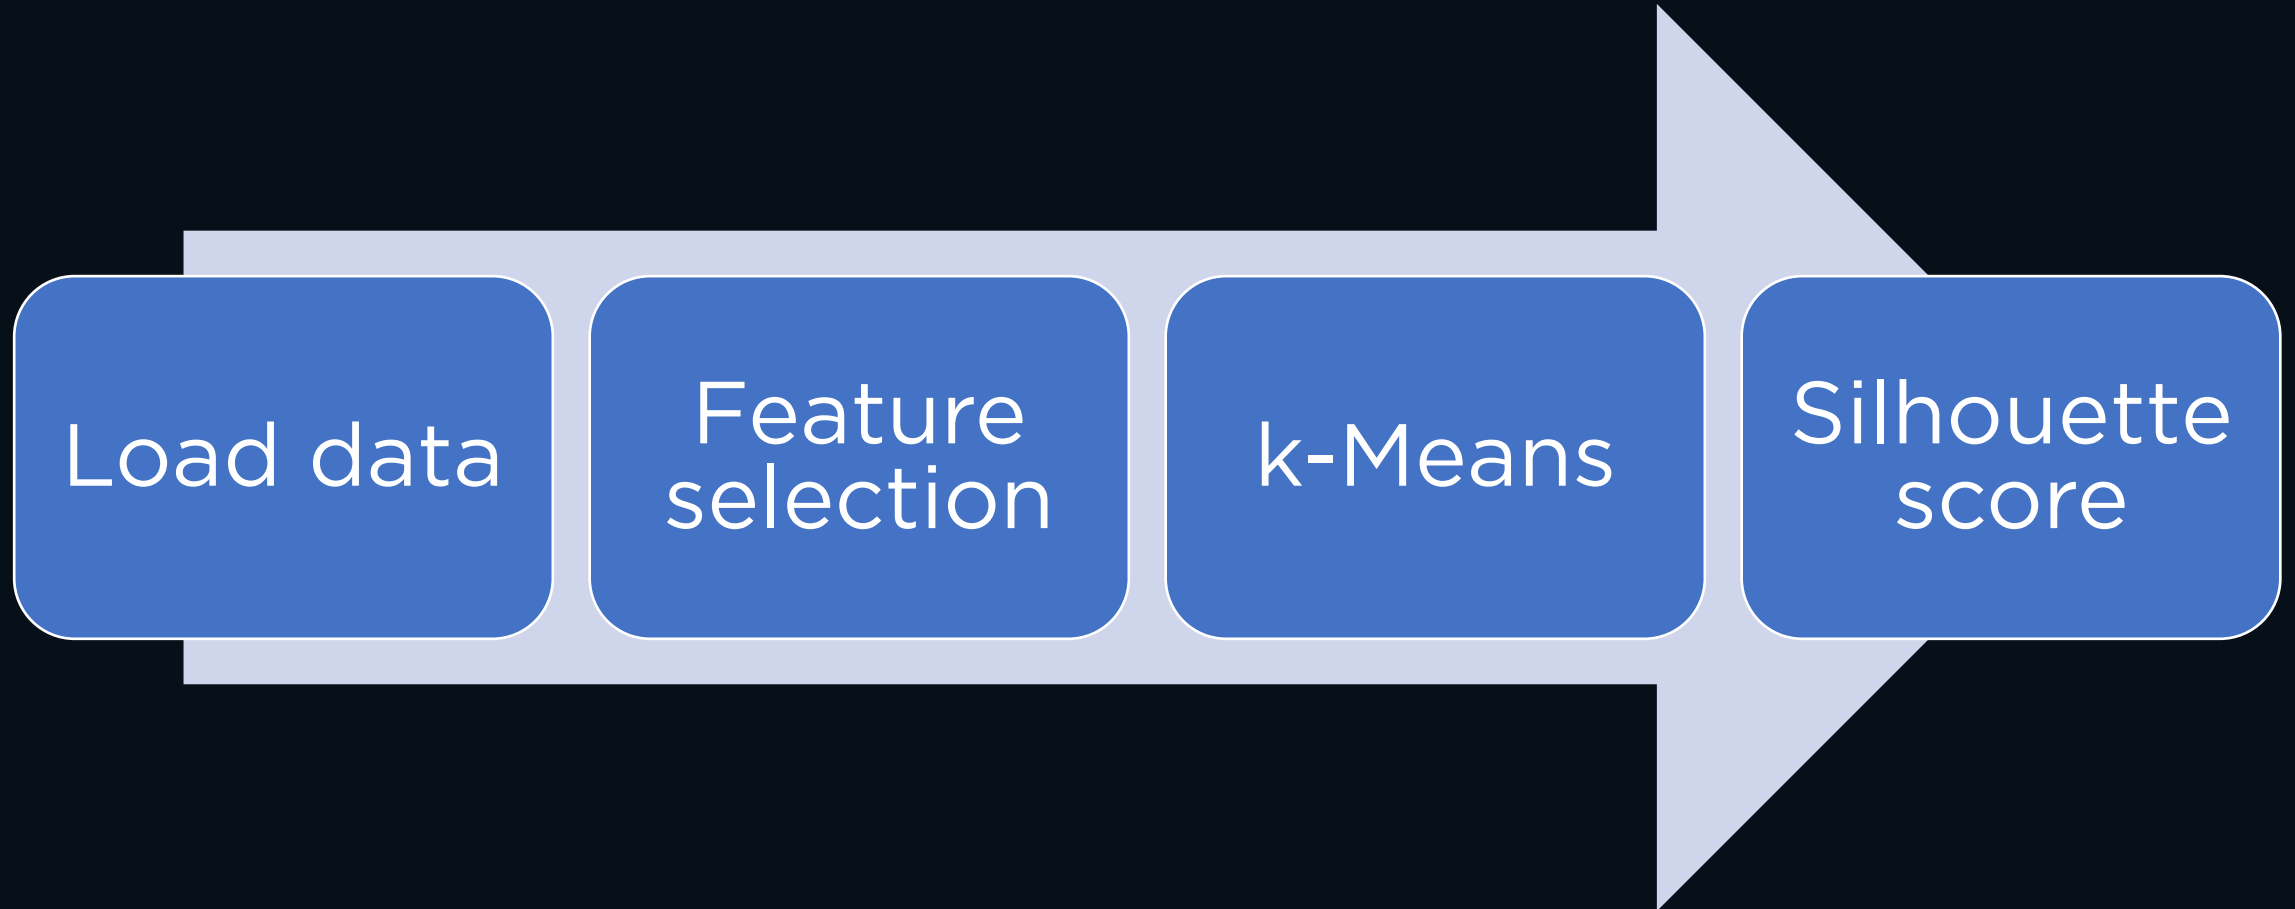 Load data
Feature
selection
k-Means
Silhouette
score